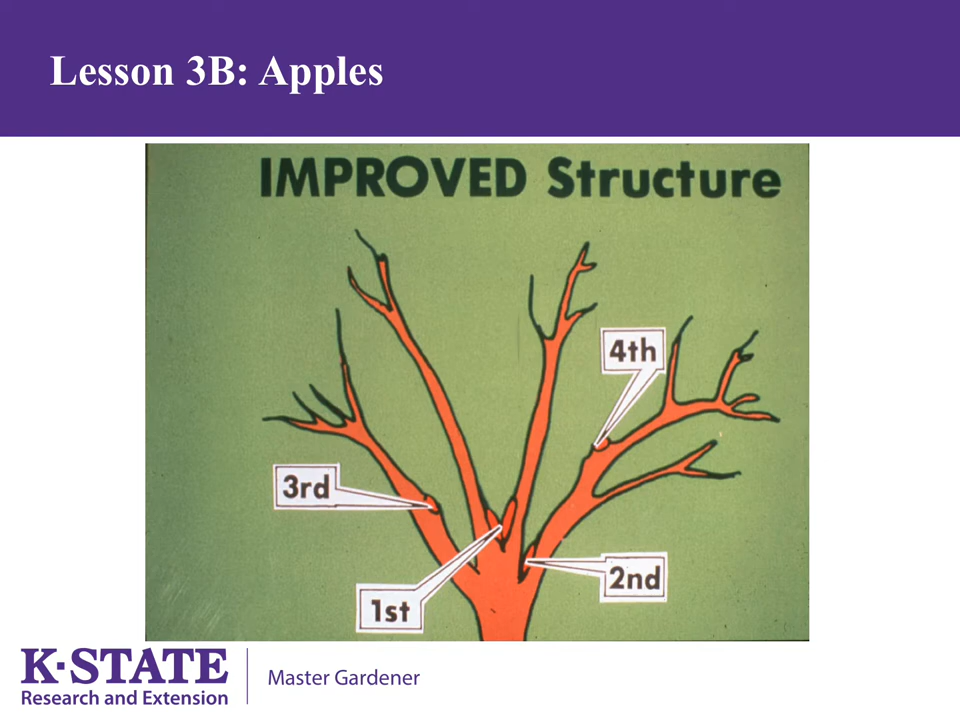 Lesson 3B: Apples
IMPROVED Structure
4th
3rd
2nd
1st
K·STATE
Research and Extension
Master Gardener